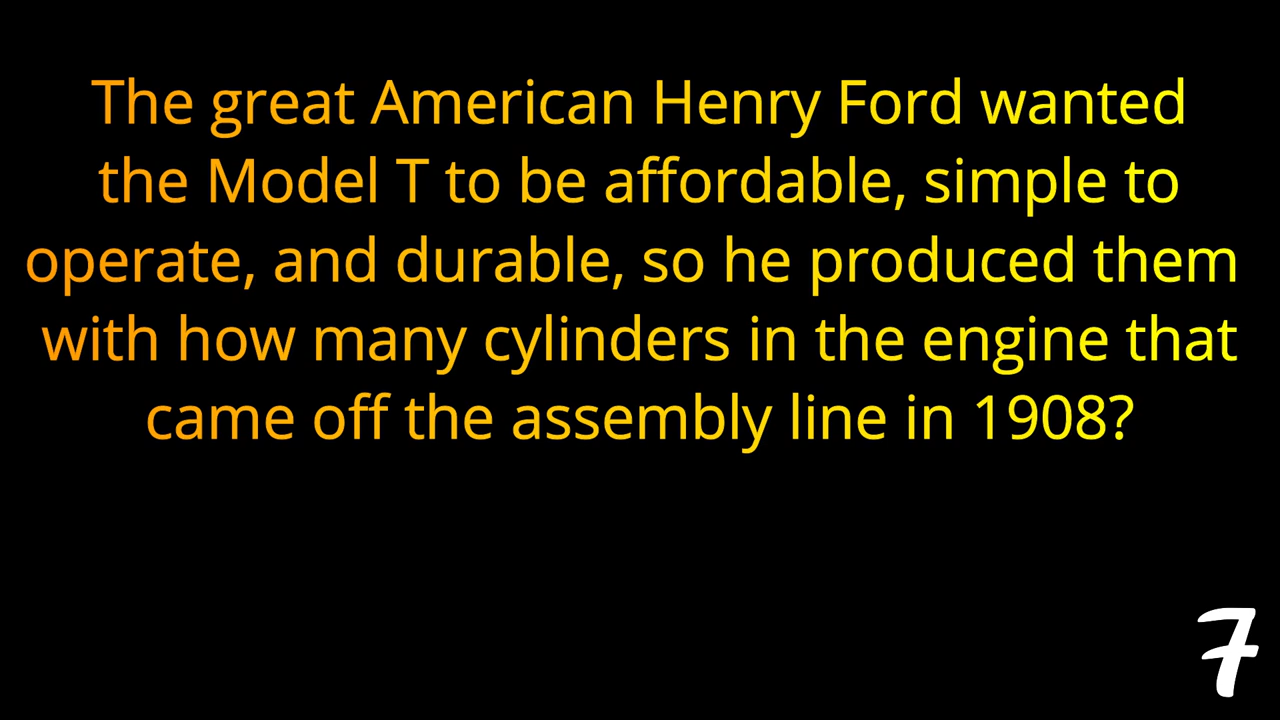 The great American Henry Ford wanted
the Model T to be affordable, simple to
operate, and durable, so he produced them
with how many cylinders in the engine that
came off the assembly line in 1908?
7